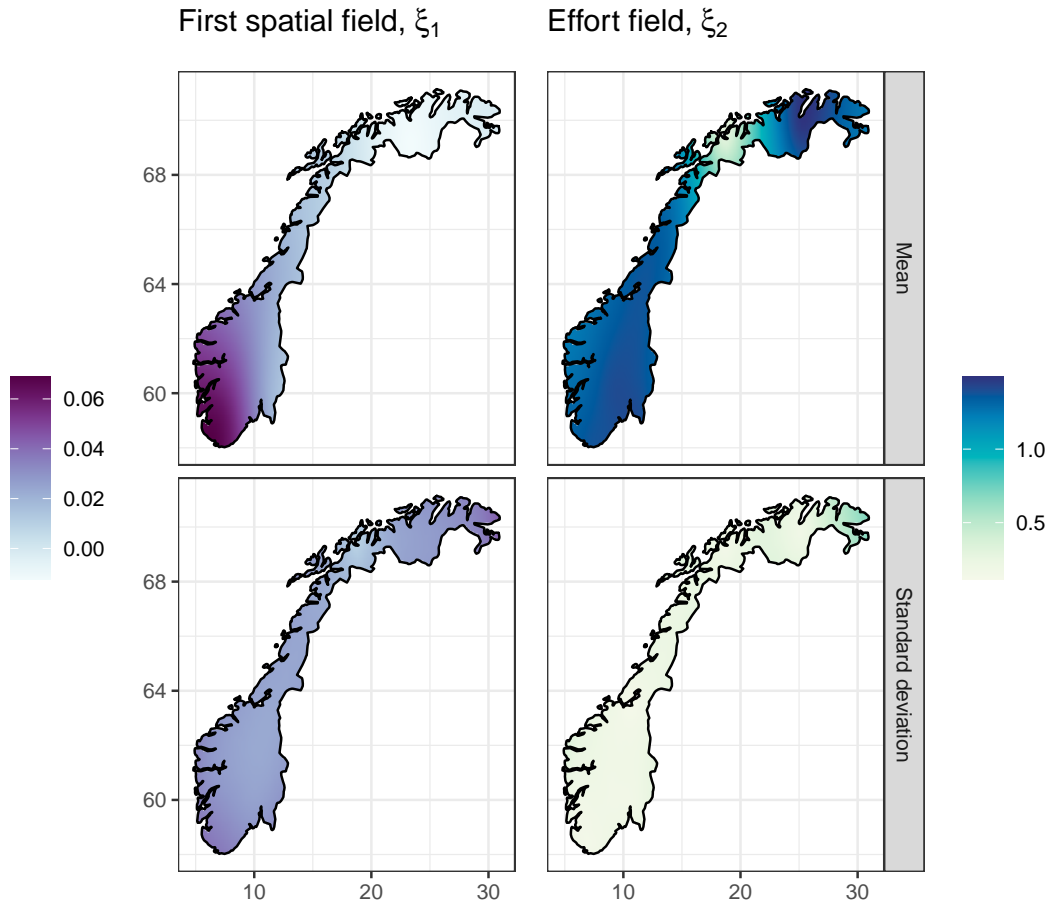 First spatial field, ξ1
Effort field, ξ2
68
64
60
Mean
0.06
0.04
0.02
0.00
1.0
0.5
68
64
60
Standard deviation
10 20 30
10 20 30